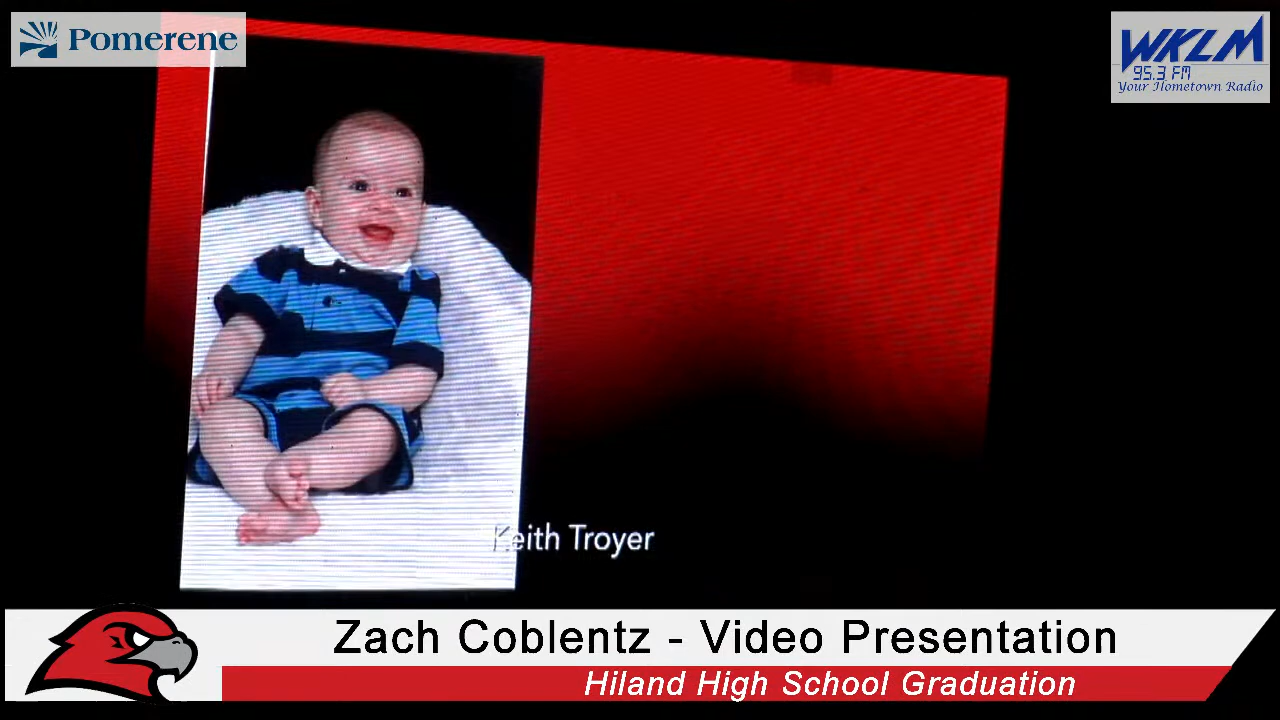 Pomerene
WKLM
95.3 FM
Your Hometown Radio
Keith Troyer
Zach Coblentz - Video Presentation
Hiland High School Graduation